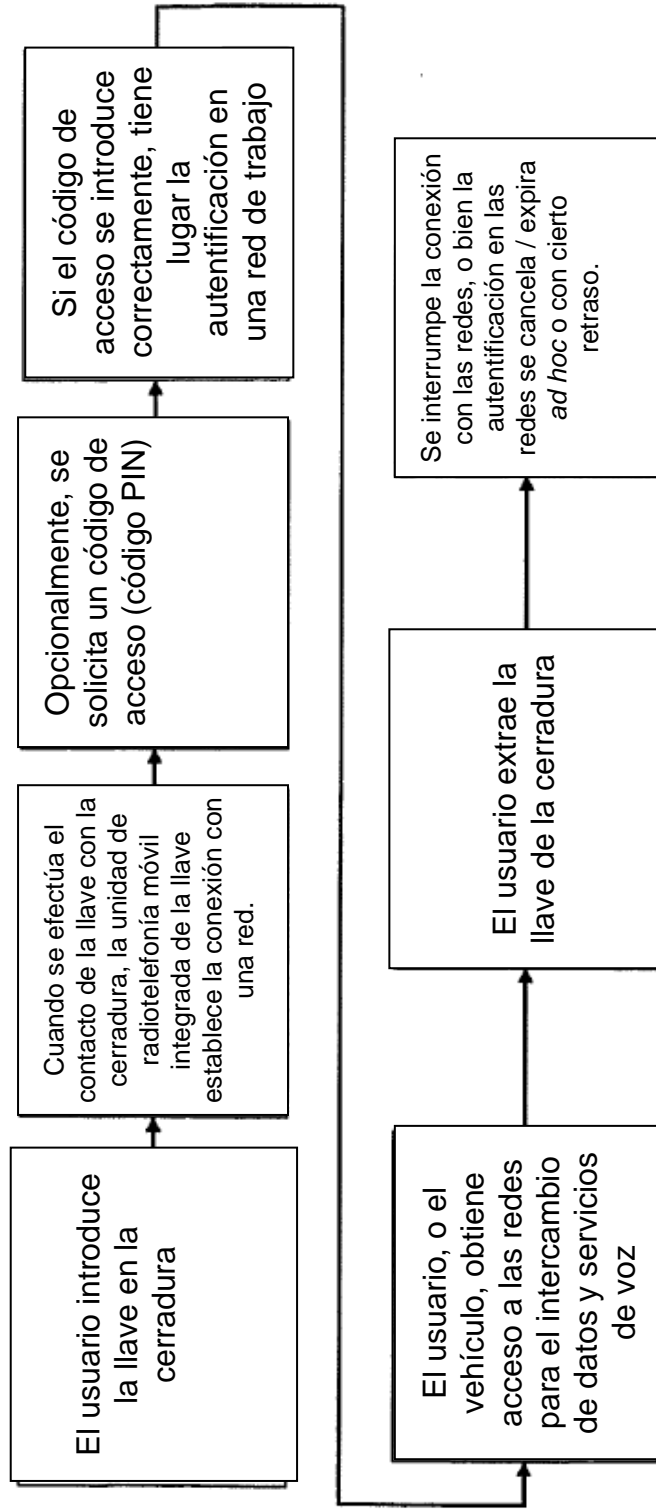 El usuario introduce
la llave en la
cerradura
Cuando se efectúa el
contacto de la llave con la
cerradura, la unidad de
radiotelefonía móvil
integrada de la llave
establece la conexión con
una red.
Opcionalmente, se
solicita un código de
acceso (código PIN)
Si el código de
acceso se introduce
correctamente, tiene
lugar la
autentificación en
una red de trabajo
El usuario, o el
vehículo, obtiene
acceso a las redes
para el intercambio
de datos y servicios
de voz
El usuario extrae la
llave de la cerradura
Se interrumpe la conexión
con las redes, o bien la
autentificación en las
redes se cancela / expira
ad hoc o con cierto
retraso.